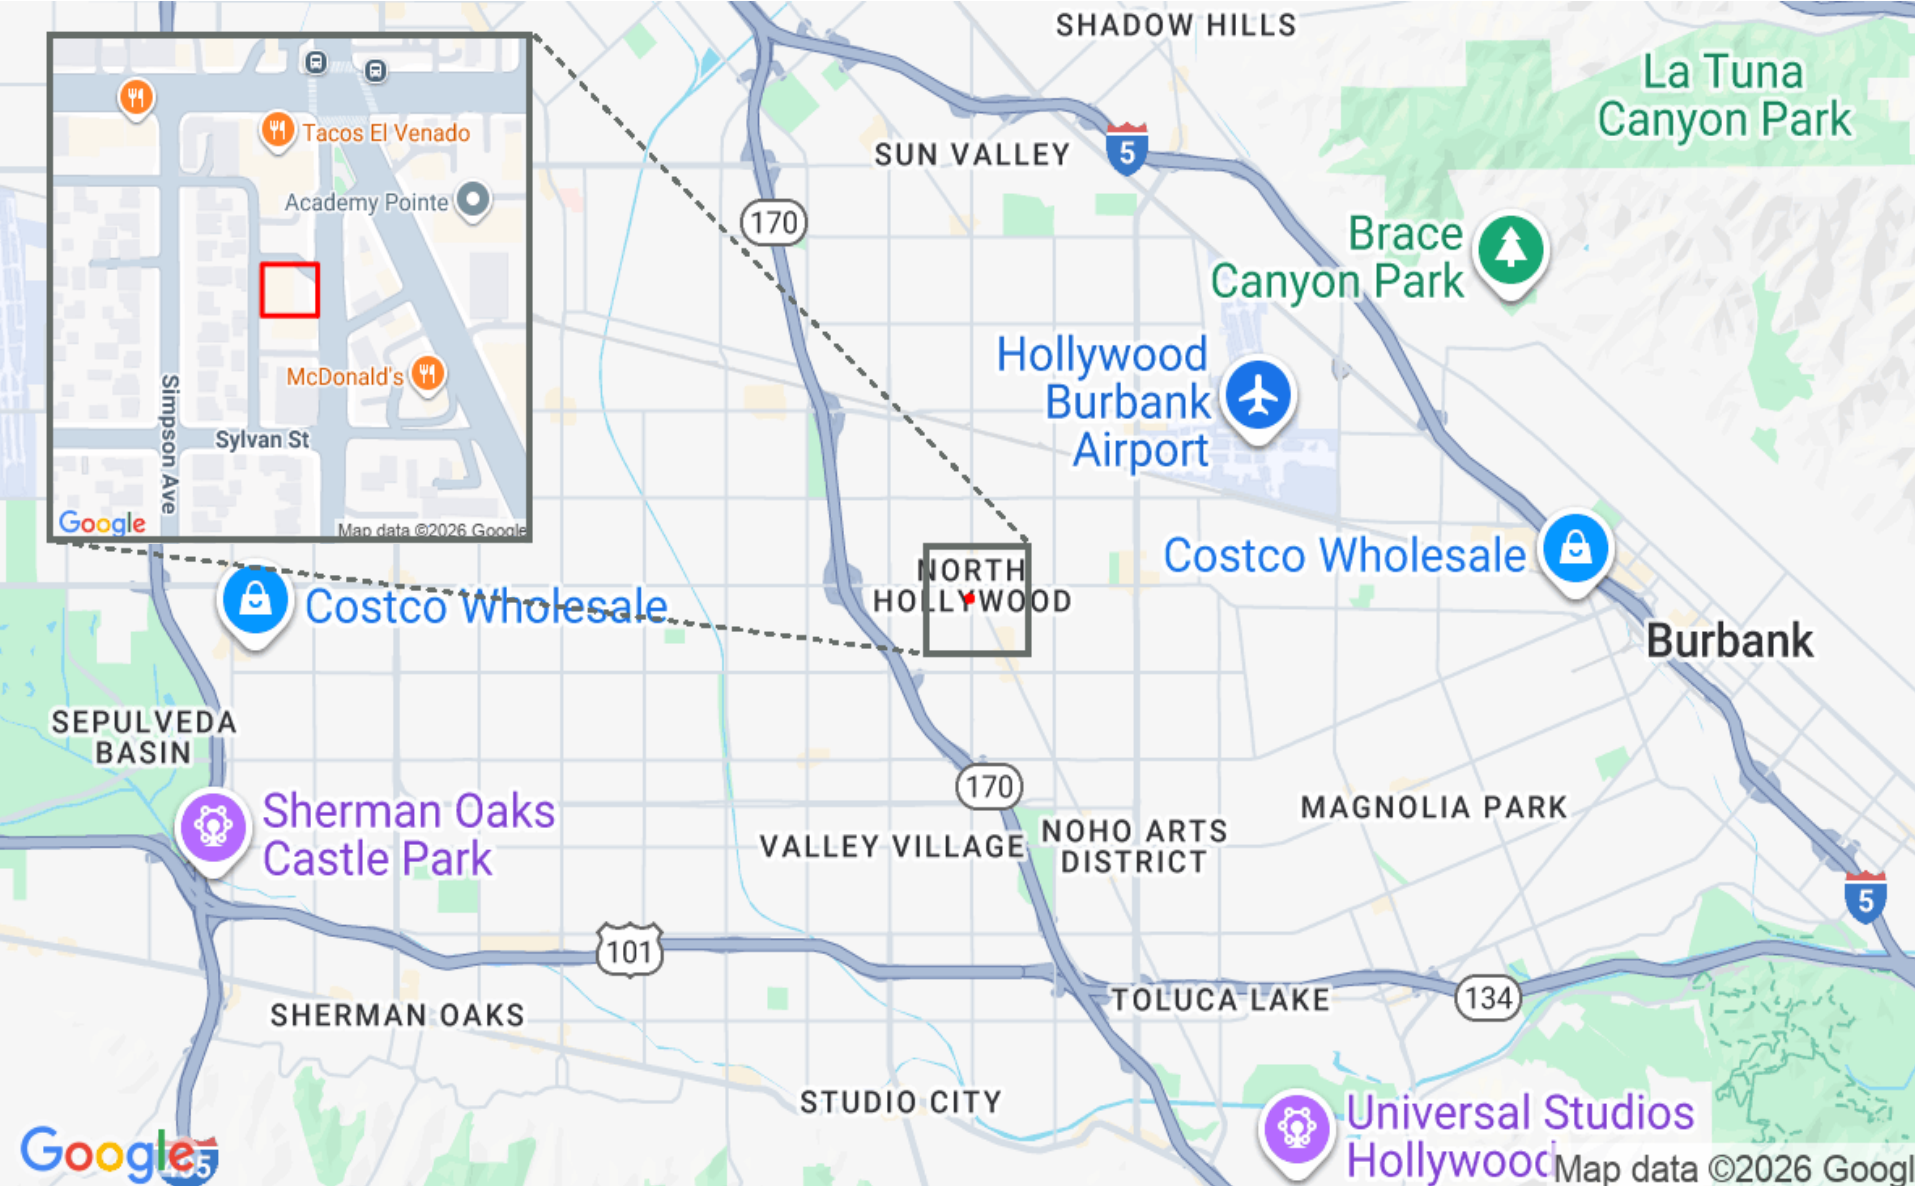 SHADOW HILLS
La Tuna
Canyon Park
SUN VALLEY
5
170
Brace
Canyon Park
Hollywood
Burbank
Airport
Tacos El Venado
Academy Pointe
McDonald's
Sylvan St
Simpson Ave
Google
Map data ©2026 Google
NORTH
HOLLYWOOD
Costco Wholesale
Costco Wholesale
Burbank
SEPULVEDA
BASIN
Sherman Oaks
Castle Park
170
MAGNOLIA PARK
VALLEY VILLAGE
NOHO ARTS
DISTRICT
5
101
134
SHERMAN OAKS
TOLUCA LAKE
STUDIO CITY
Universal Studios
Hollywood
Google
405
Map data ©2026 Googl